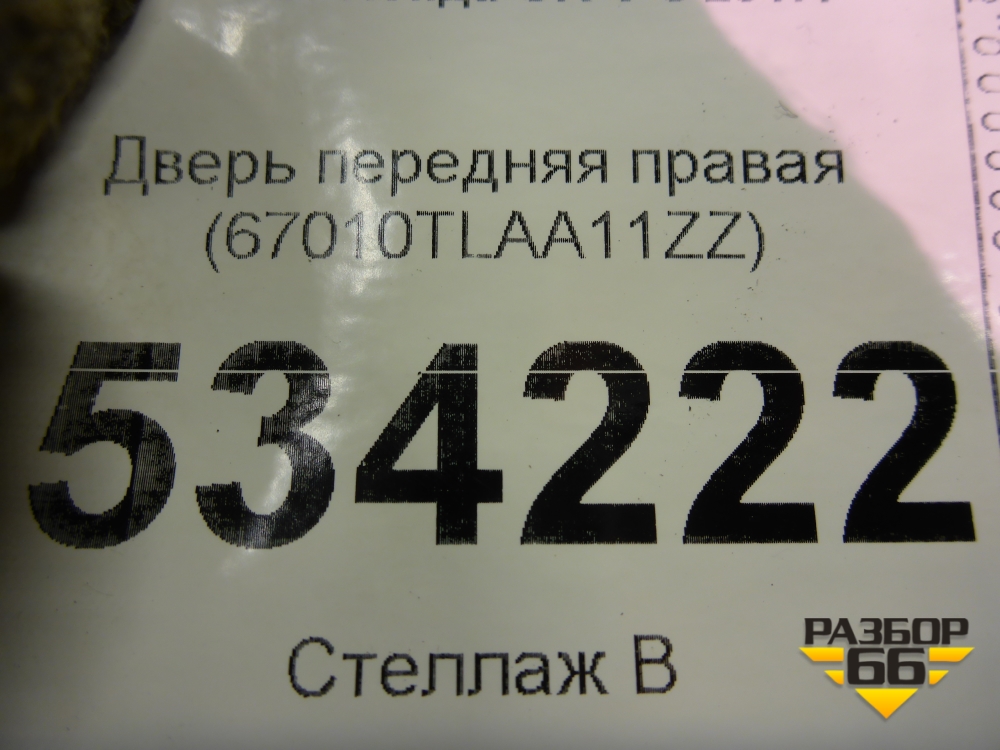 Дверь передняя правая
(67010TLAA11ZZ)
534222
Стеллаж В
РАЗБОР
66